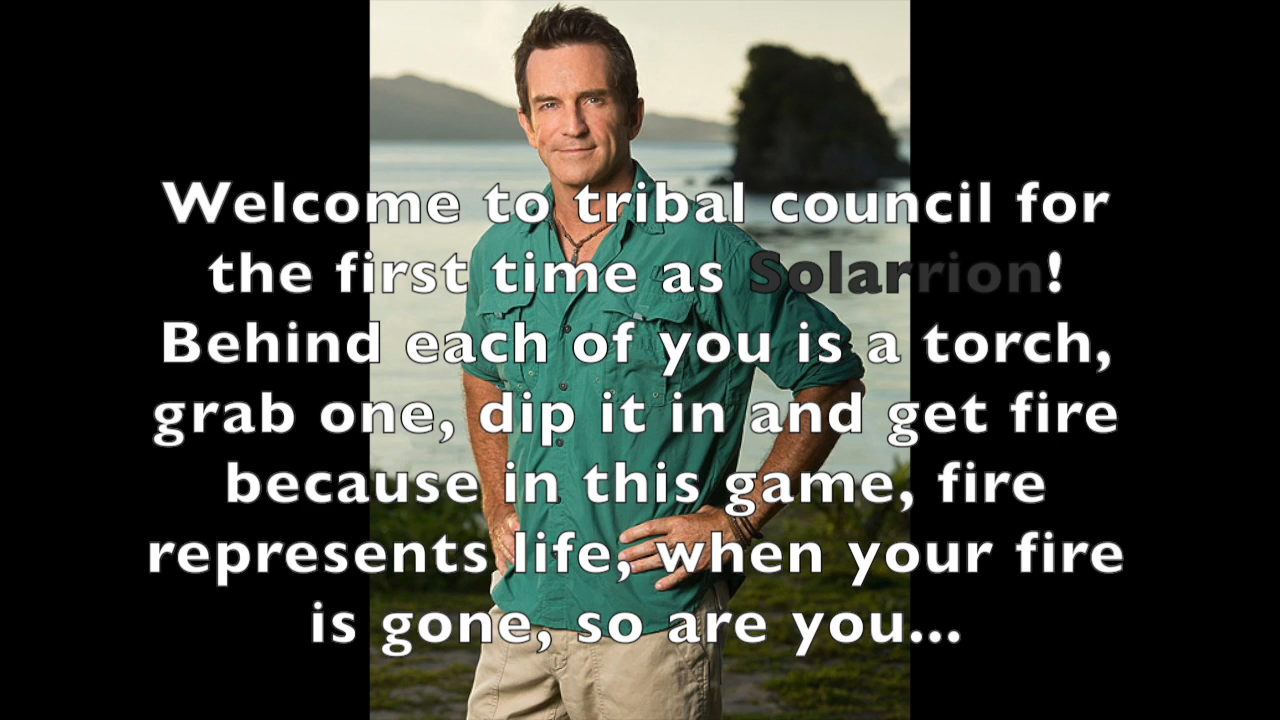 Welcome to tribal council for
the first time as Solarrion!
Behind each of you is a torch,
grab one, dip it in and get fire
because in this game, fire
represents life, when your fire
is gone, so are you...